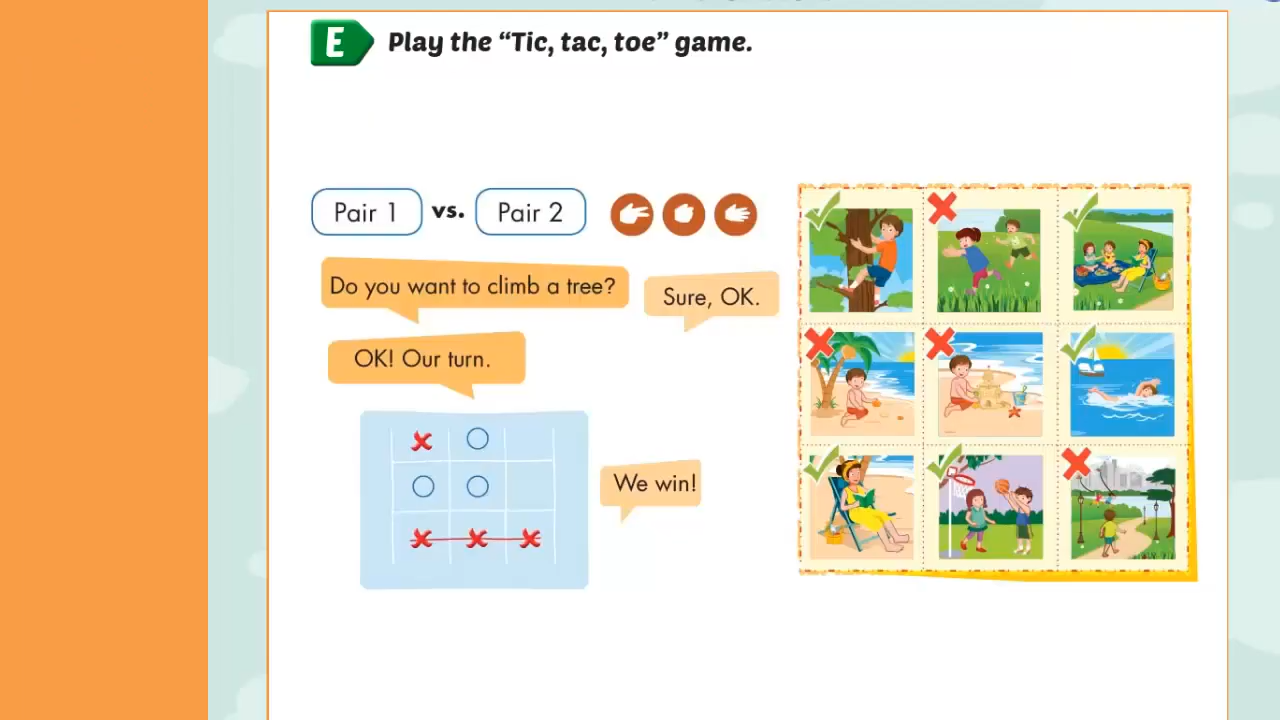 E Play the “Tic, tac, toe” game.
Pair 1 vs. Pair 2
Do you want to climb a tree?
Sure, OK.
OK! Our turn.
We win!